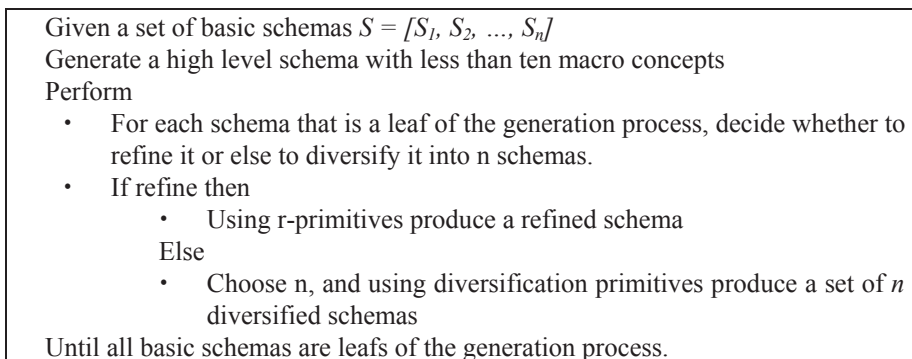 Given a set of basic schemas S = [S1, S2, ..., Sn]
Generate a high level schema with less than ten macro concepts
Perform
• For each schema that is a leaf of the generation process, decide whether to
refine it or else to diversify it into n schemas.
• If refine then
• Using r-primitives produce a refined schema
Else
• Choose n, and using diversification primitives produce a set of n
diversified schemas
Until all basic schemas are leafs of the generation process.